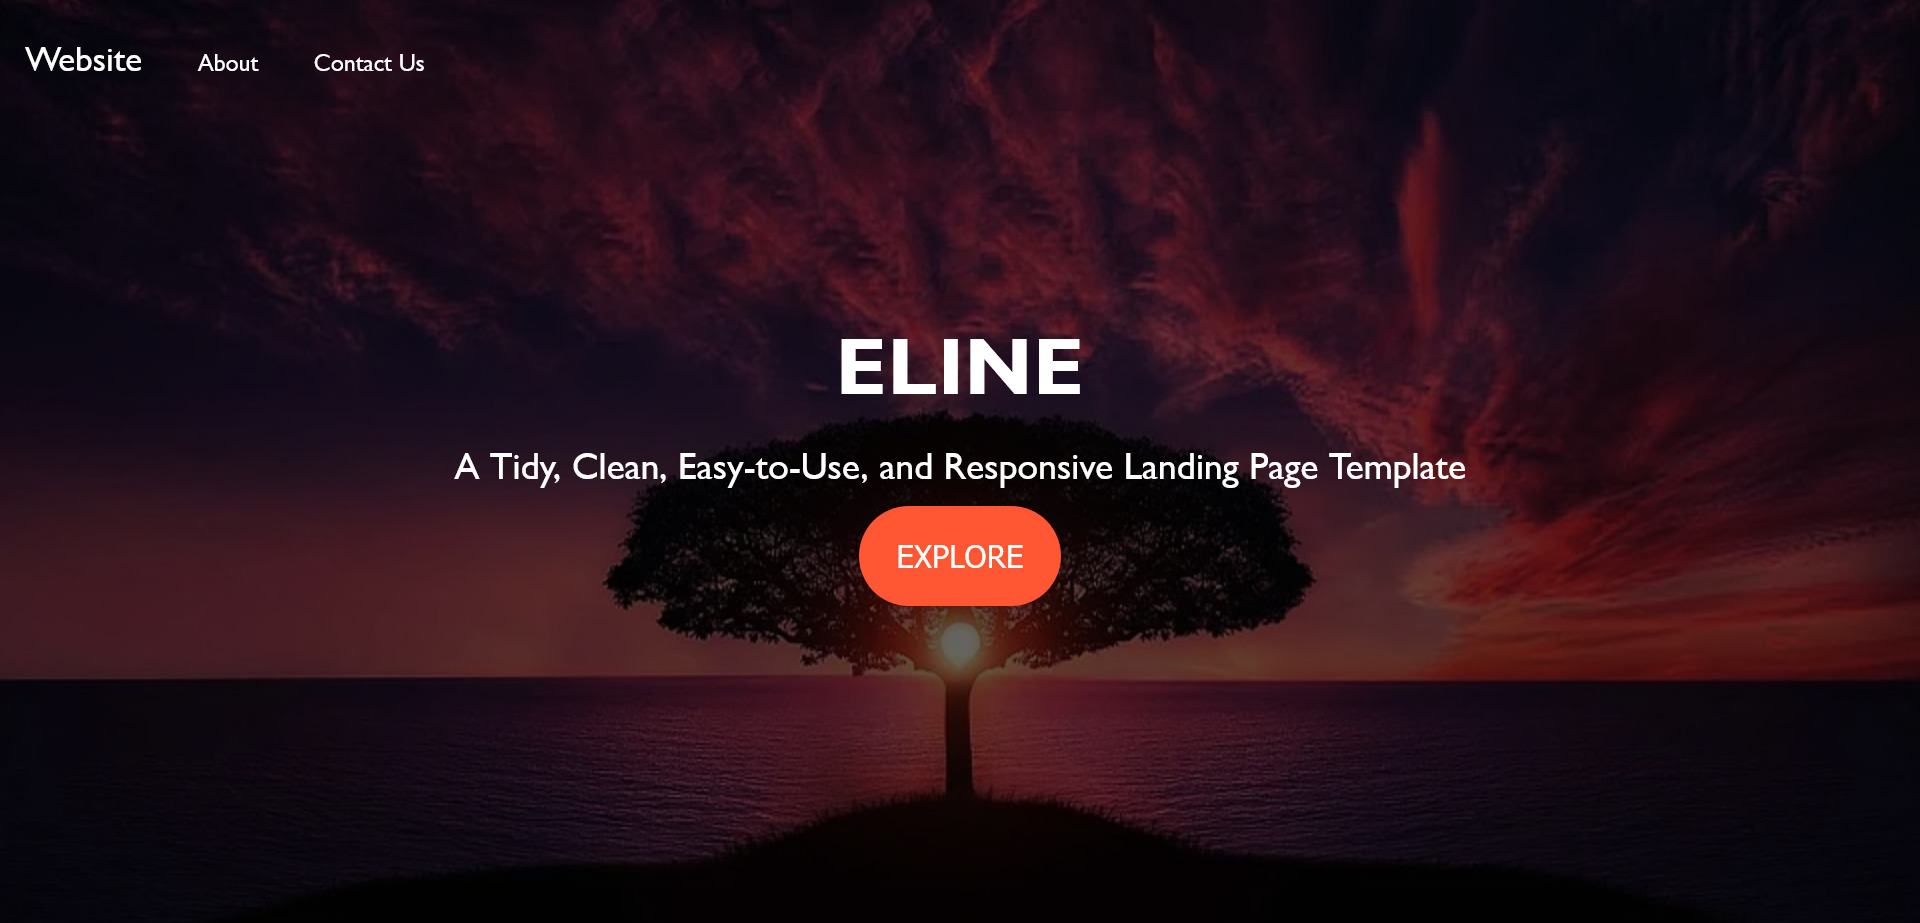 Website About Contact Us
ELINE
A Tidy, Clean, Easy-to-Use, and Responsive Landing Page Template
EXPLORE